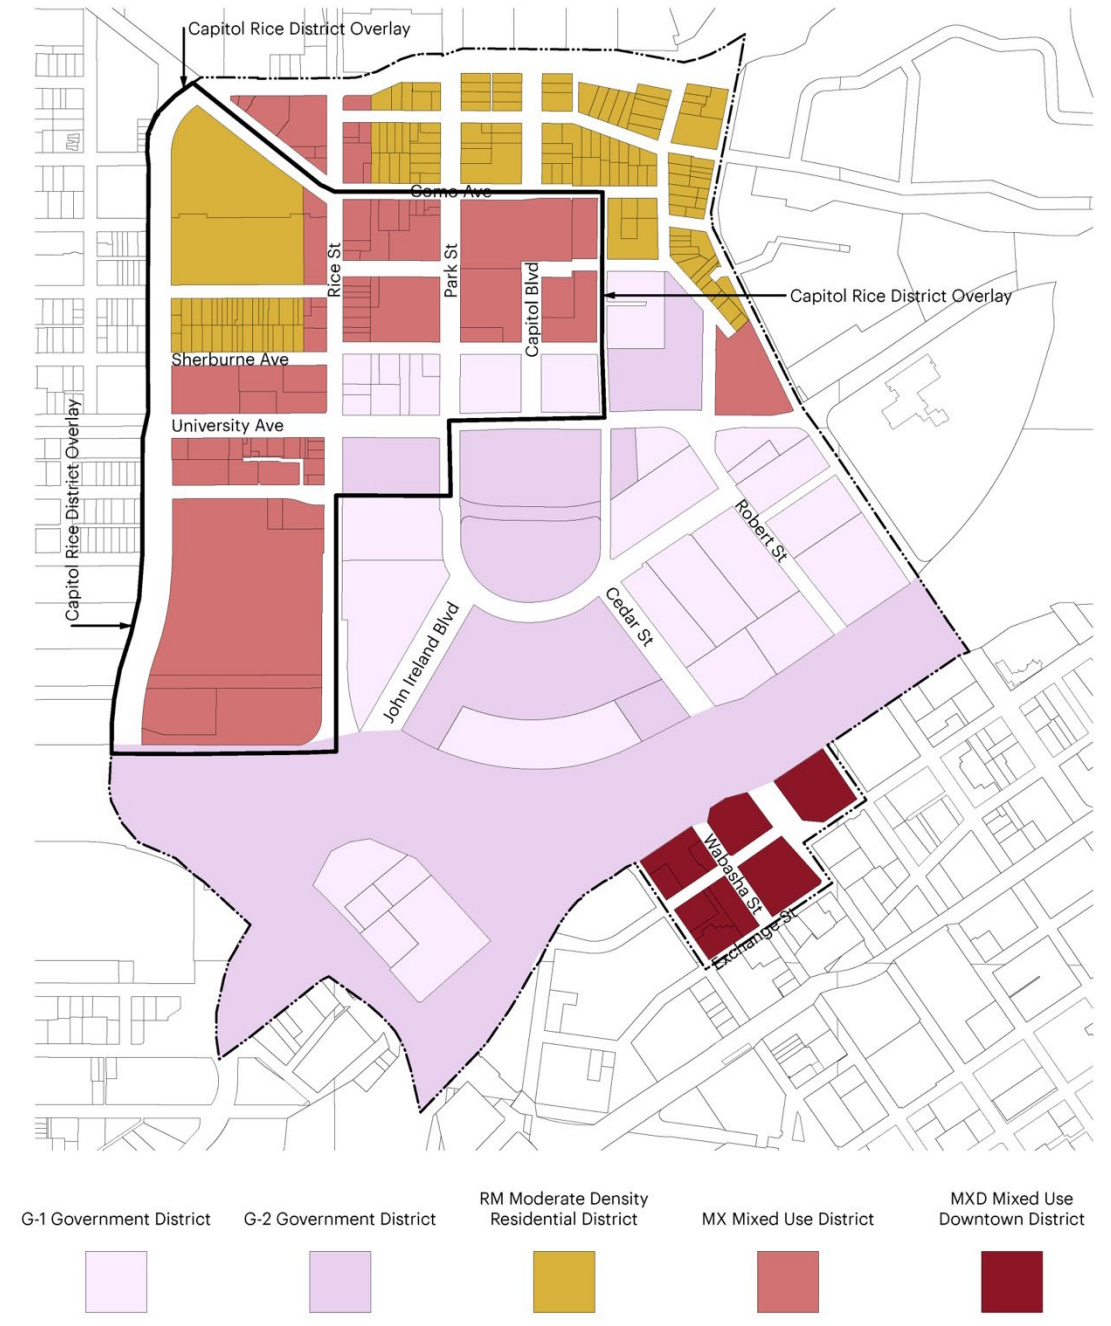 Capitol Rice District Overlay
Como Ave
Rice St
Park St
Capitol Blvd
Capitol Rice District Overlay
Sherburne Ave
University Ave
Capitol Rice District Overlay
Robert St
Cedar St
John Ireland Blvd
Wabasha St
Exchange St
G-1 Government District
G-2 Government District
RM Moderate Density
Residential District
MX Mixed Use District
MXD Mixed Use
Downtown District